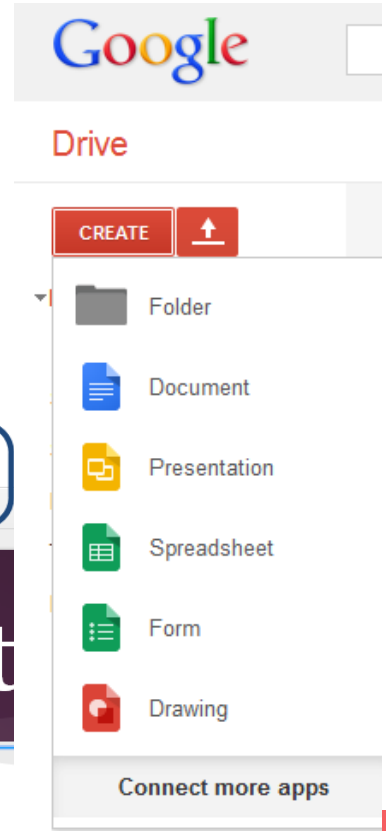 Google
Drive
CREATE
Folder
Document
Presentation
Spreadsheet
Form
Drawing
Connect more apps